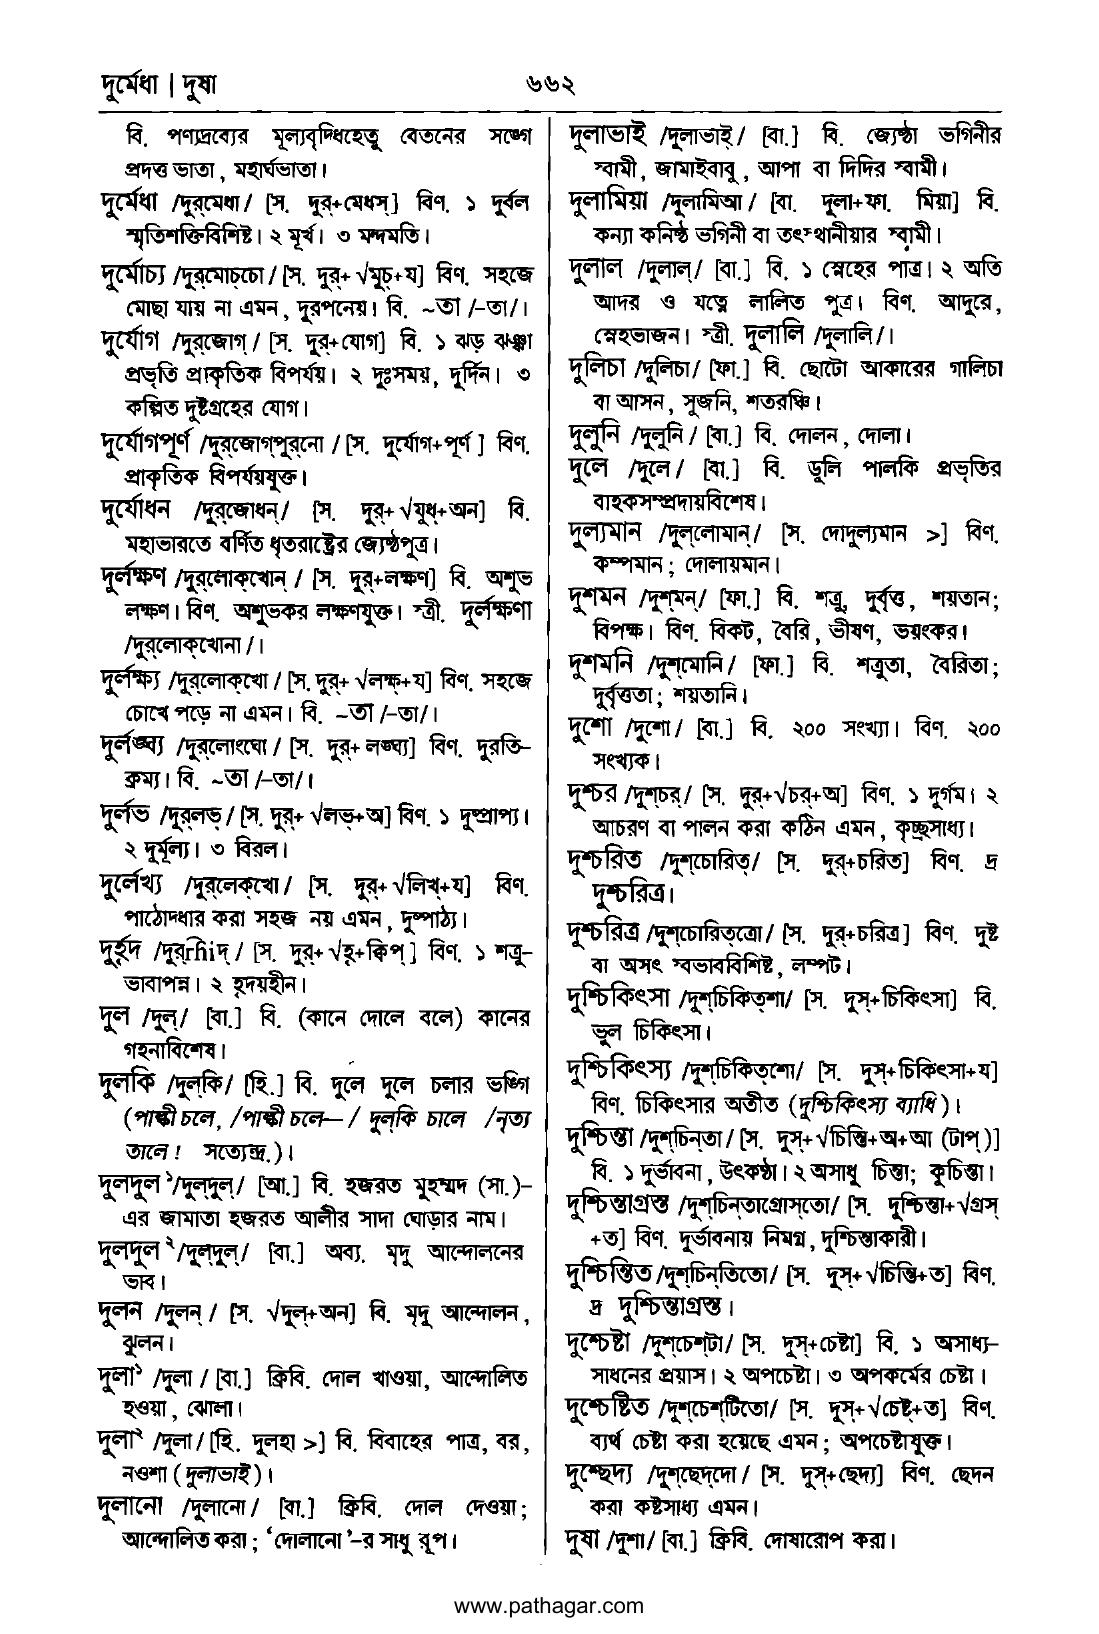 দুর্মেধা | দুষা
৬৬২
বি. পণ্যদ্রব্যের মূল্যবৃদ্ধিহেতু বেতনের সঙ্গে
প্রদত্ত ভাতা, মহার্ঘভাতা।
দুর্মেধা /দুর্‌মেধা/ [স. দুর্‌+মেধস্‌] বিণ. ১ দুর্বল
স্মৃতিশক্তিবিশিষ্ট। ২ মূর্খ। ৩ মন্দমতি।
দুর্মোচ্য /দুর্‌মোচ্‌চো/ [স. দুর্‌+√মুচ্‌+য] বিণ. সহজে
মোছা যায় না এমন, দুরপনেয়। বি. ~তা /-তা/।
দুর্যোগ /দুর্‌জোগ্‌/ [স. দুর্‌+যোগ] বি. ১ ঝড় ঝঞ্ঝা
প্রভৃতি প্রাকৃতিক বিপর্যয়। ২ দুঃসময়, দুর্দিন। ৩
কল্পিত দুষ্টগ্রহের যোগ।
দুর্যোগপূর্ণ /দুর্‌জোগ্‌পুর্‌নো/ [স. দুর্যোগ+পূর্ণ] বিণ.
প্রাকৃতিক বিপর্যয়যুক্ত।
দুর্যোধন /দুর্‌জোধন্‌/ [স. দুর্‌+√যুধ্‌+অন] বি.
মহাভারতে বর্ণিত ধৃতরাষ্ট্রের জ্যেষ্ঠপুত্র।
দুর্লক্ষণ /দুর্‌লোক্‌খোন্‌/ [স. দুর্‌+লক্ষণ] বি. অশুভ
লক্ষণ। বিণ. অশুভকর লক্ষণযুক্ত। স্ত্রী. দুর্লক্ষণা
/দুর্‌লোক্‌খোনা/।
দুর্লক্ষ্য /দুর্‌লোক্‌খো/ [স. দুর্‌+√লক্ষ্‌+য] বিণ. সহজে
চোখে পড়ে না এমন। বি. ~তা /-তা/।
দুর্লঙ্ঘ্য /দুর্‌লোংঘো/ [স. দুর্‌+লঙ্ঘ্য] বিণ. দুরতি-
ক্রম্য। বি. ~তা /-তা/।
দুর্লভ /দুর্‌লভ্‌/ [স. দুর্‌+√লভ্‌+অ] বিণ. ১ দুষ্প্রাপ্য।
২ দুর্মূল্য। ৩ বিরল।
দুর্লেখ্য /দুর্‌লেক্‌খো/ [স. দুর্‌+√লিখ্‌+য] বিণ.
পাঠোদ্ধার করা সহজ নয় এমন, দুষ্পাঠ্য।
দুর্হৃদ /দুর্‌rhiদ্‌/ [স. দুর্‌+√হৃ+ক্বিপ্‌] বিণ. ১ শত্রু-
ভাবাপন্ন। ২ হৃদয়হীন।
দুল /দুল্‌/ [বা.] বি. (কানে দোলে বলে) কানের
গহনাবিশেষ।
দুলকি /দুল্‌কি/ [হি.] বি. দুলে দুলে চলার ভঙ্গি
(পাল্কী চলে, /পাল্কী চলে—/ দুল্‌কি চালে /নৃত্য
তালে! সত্যেন্দ্র.)।
দুলদুল ১/দুল্‌দুল্‌/ [আ.] বি. হজরত মুহম্মদ (সা.)-
এর জামাতা হজরত আলীর সাদা ঘোড়ার নাম।
দুলদুল ২/দুল্‌দুল্‌/ [বা.] অব্য. মৃদু আন্দোলনের
ভাব।
দুলন /দুলন্‌/ [স. √দুল্‌+অন] বি. মৃদু আন্দোলন,
ঝুলন।
দুলা১ /দুলা/ [বা.] ক্রিবি. দোল খাওয়া, আন্দোলিত
হওয়া, ঝোলা।
দুলা২ /দুলা/ [হি. দুলহা >] বি. বিবাহের পাত্র, বর,
নওশা (দুলাভাই)।
দুলানো /দুলানো/ [বা.] ক্রিবি. দোল দেওয়া;
আন্দোলিত করা; ‘দোলানো’-র সাধু রূপ।
দুলাভাই /দুলাভাই্‌/ [বা.] বি. জ্যেষ্ঠা ভগিনীর
স্বামী, জামাইবাবু, আপা বা দিদির স্বামী।
দুলামিয়া /দুলামিআ/ [বা. দুলা+ফা. মিয়া] বি.
কন্যা কনিষ্ঠ ভগিনী বা তৎস্থানীয়ার স্বামী।
দুলাল /দুলাল্‌/ [বা.] বি. ১ স্নেহের পাত্র। ২ অতি
আদর ও যত্নে লালিত পুত্র। বিণ. আদুরে,
স্নেহভাজন। স্ত্রী. দুলালি /দুলালি/।
দুলিচা /দুলিচা/ [ফা.] বি. ছোটো আকারের গালিচা
বা আসন, সুজনি, শতরঞ্চি।
দুলুনি /দুলুনি/ [বা.] বি. দোলন, দোলা।
দুলে /দুলে/ [বা.] বি. ডুলি পালকি প্রভৃতির
বাহকসম্প্রদায়বিশেষ।
দুল্যমান /দুল্‌লোমান্‌/ [স. দোদুল্যমান >] বিণ.
কম্পমান; দোলায়মান।
দুশমন /দুশ্‌মন্‌/ [ফা.] বি. শত্রু, দুর্বৃত্ত, শয়তান;
বিপক্ষ। বিণ. বিকট, বৈরি, ভীষণ, ভয়ংকর।
দুশমনি /দুশ্‌মোনি/ [ফা.] বি. শত্রুতা, বৈরিতা;
দুর্বৃত্ততা; শয়তানি।
দুশো /দুশো/ [বা.] বি. ২০০ সংখ্যা। বিণ. ২০০
সংখ্যক।
দুশ্চর /দুশ্‌চর্‌/ [স. দুর্‌+√চর্‌+অ] বিণ. ১ দুর্গম। ২
আচরণ বা পালন করা কঠিন এমন, কৃচ্ছ্রসাধ্য।
দুশ্চরিত /দুশ্‌চোরিত্‌/ [স. দুর্‌+চরিত] বিণ. দ্র
দুশ্চরিত্র।
দুশ্চরিত্র /দুশ্‌চোরিত্‌ত্রো/ [স. দুর্‌+চরিত্র] বিণ. দুষ্ট
বা অসৎ স্বভাববিশিষ্ট, লম্পট।
দুশ্চিকিৎসা /দুশ্‌চিকিত্‌শা/ [স. দুস্‌+চিকিৎসা] বি.
ভুল চিকিৎসা।
দুশ্চিকিৎস্য /দুশ্‌চিকিত্‌শো/ [স. দুস্‌+চিকিৎসা+য]
বিণ. চিকিৎসার অতীত (দুশ্চিকিৎস্য ব্যাধি)।
দুশ্চিন্তা /দুশ্‌চিন্‌তা/ [স. দুস্‌+√চিন্তি+অ+আ (টাপ্‌)]
বি. ১ দুর্ভাবনা, উৎকণ্ঠা। ২ অসাধু চিন্তা; কুচিন্তা।
দুশ্চিন্তাগ্রস্ত /দুশ্‌চিন্‌তাগ্রোস্‌তো/ [স. দুশ্চিন্তা+√গ্রস্‌
+ত] বিণ. দুর্ভাবনায় নিমগ্ন, দুশ্চিন্তাকারী।
দুশ্চিন্তিত /দুশ্‌চিন্‌তিতো/ [স. দুস্‌+√চিন্তি+ত] বিণ.
দ্র দুশ্চিন্তাগ্রস্ত।
দুশ্চেষ্টা /দুশ্‌চেশ্‌টা/ [স. দুস্‌+চেষ্টা] বি. ১ অসাধ্য-
সাধনের প্রয়াস। ২ অপচেষ্টা। ৩ অপকর্মের চেষ্টা।
দুশ্চেষ্টিত /দুশ্‌চেশ্‌টিতো/ [স. দুস্‌+√চেষ্ট্‌+ত] বিণ.
ব্যর্থ চেষ্টা করা হয়েছে এমন; অপচেষ্টাযুক্ত।
দুশ্ছেদ্য /দুশ্‌ছেদ্‌দো/ [স. দুস্‌+ছেদ্য] বিণ. ছেদন
করা কষ্টসাধ্য এমন।
দুষা /দুশা/ [বা.] ক্রিবি. দোষারোপ করা।
www.pathagar.com